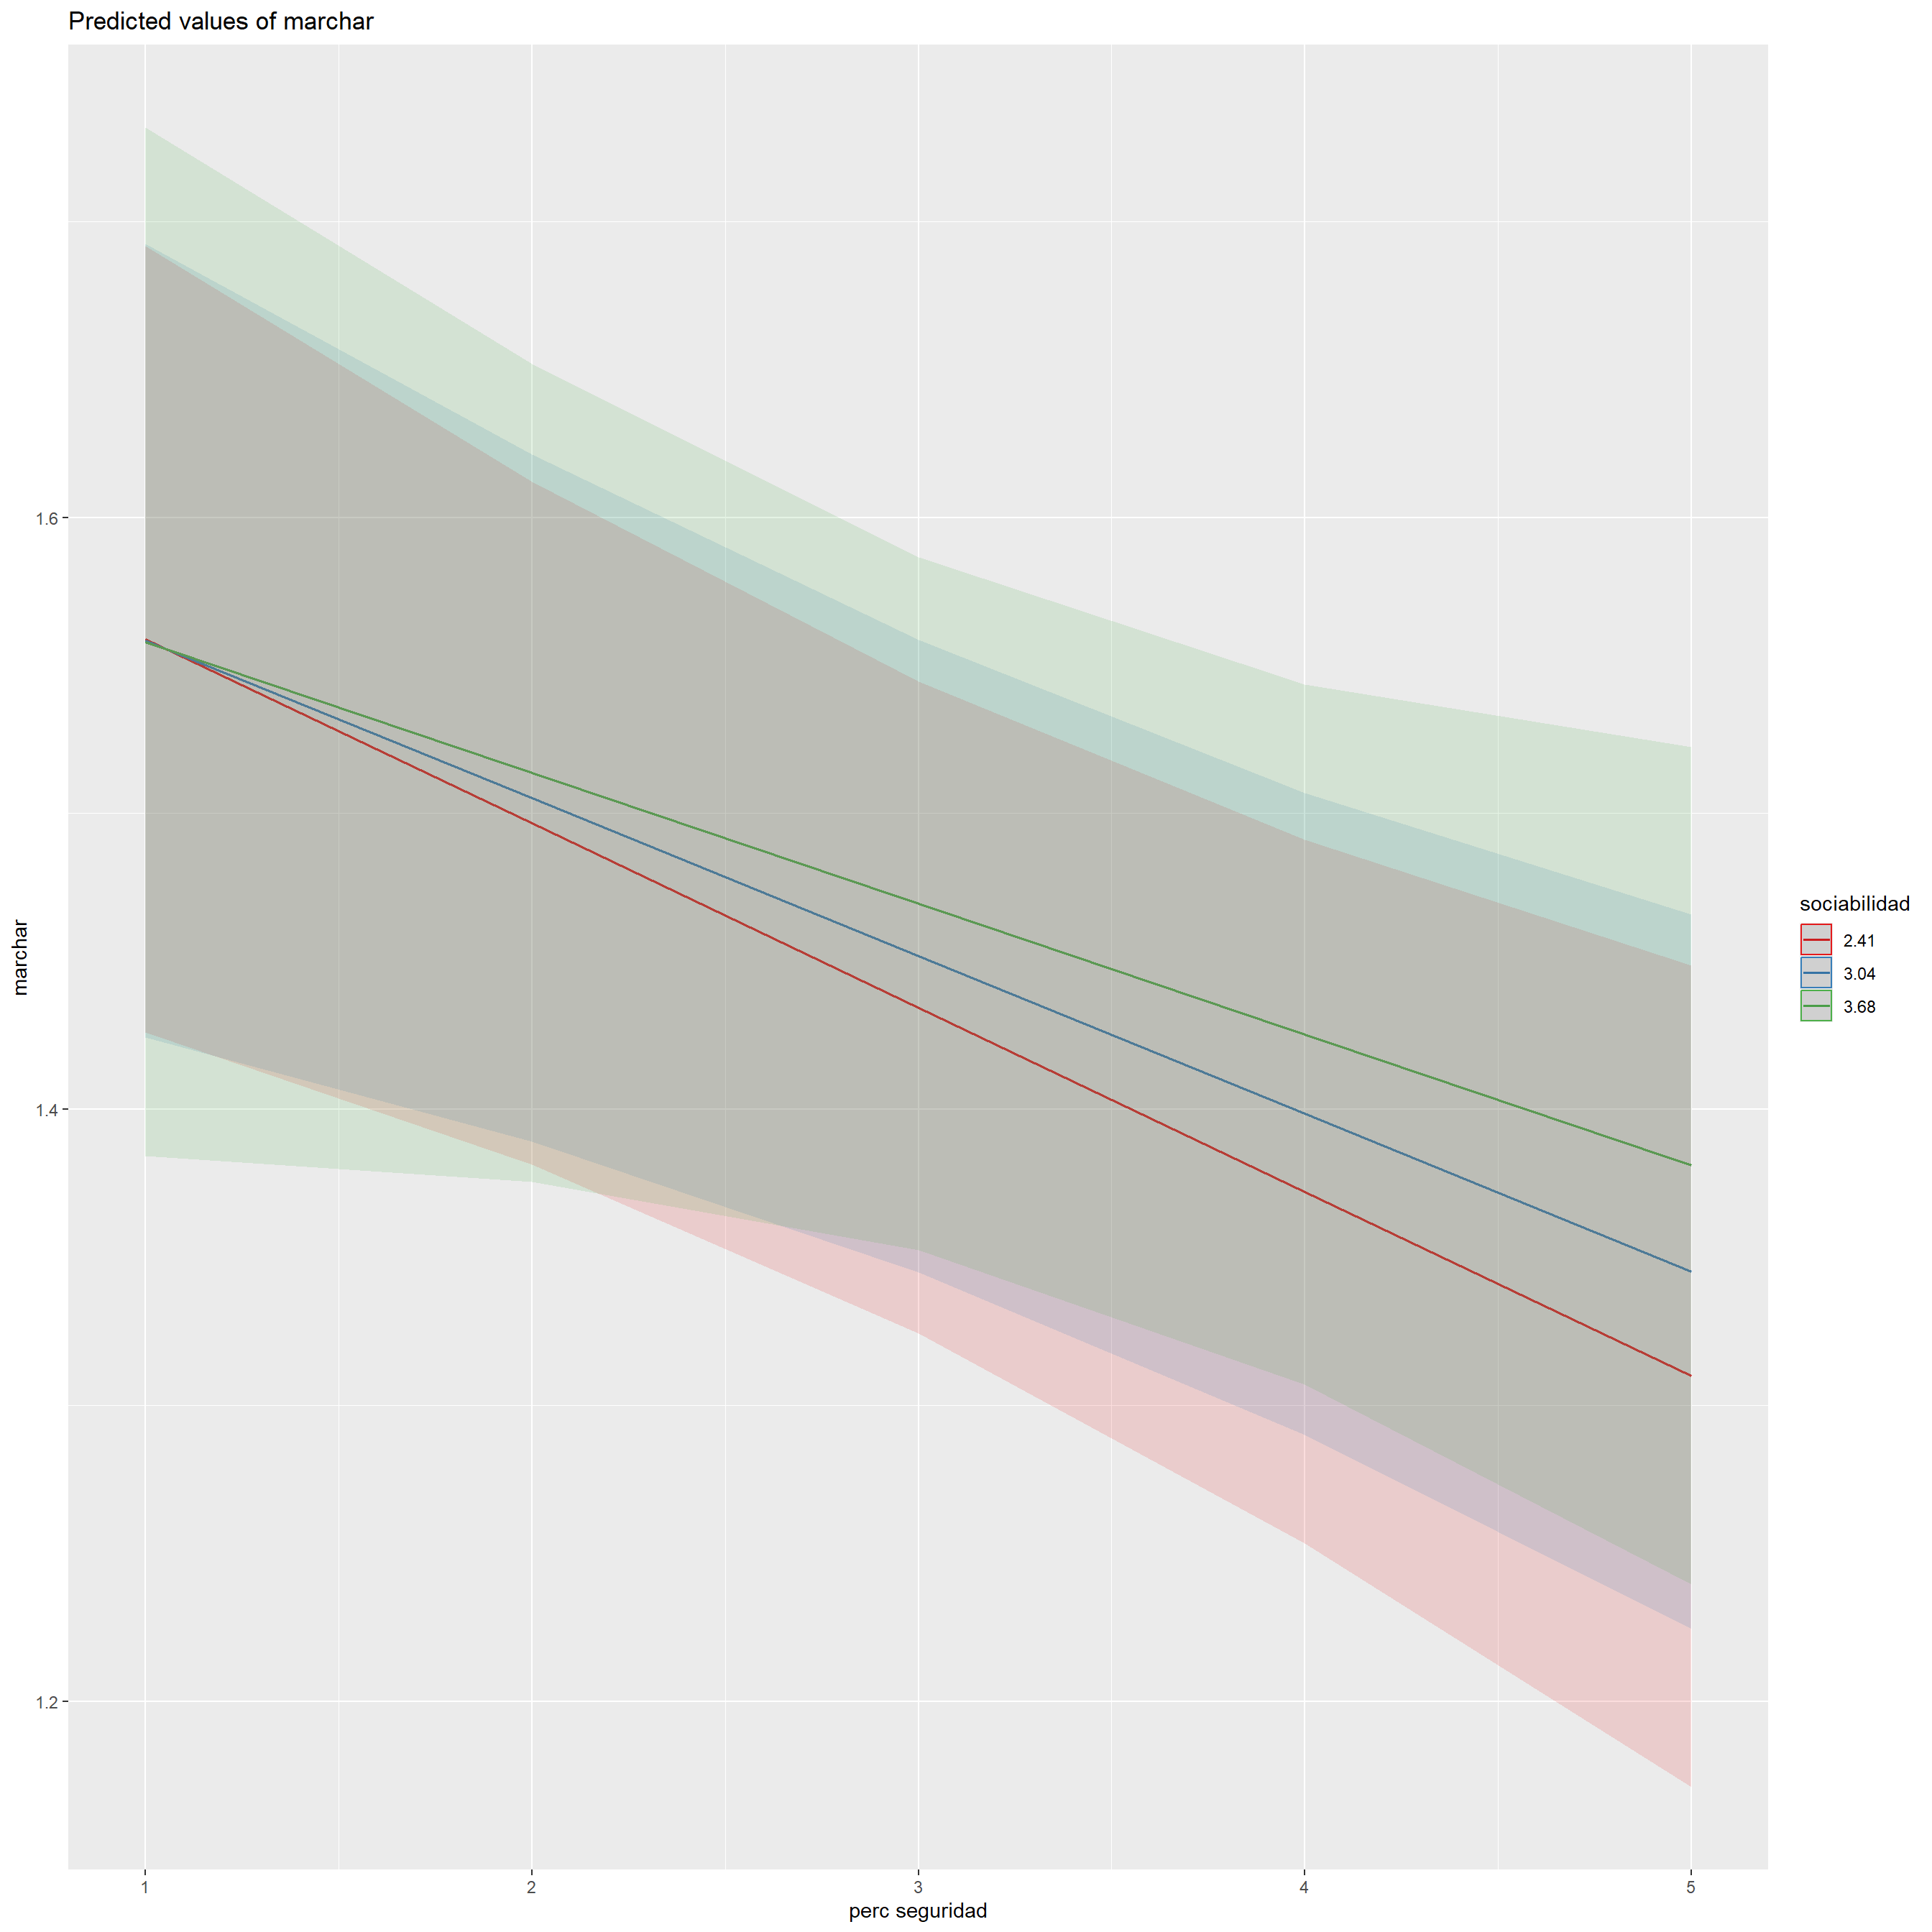 Predicted values of marchar
marchar
1.6
1.4
1.2
1 2 3 4 5
perc seguridad
sociabilidad
2.41
3.04
3.68